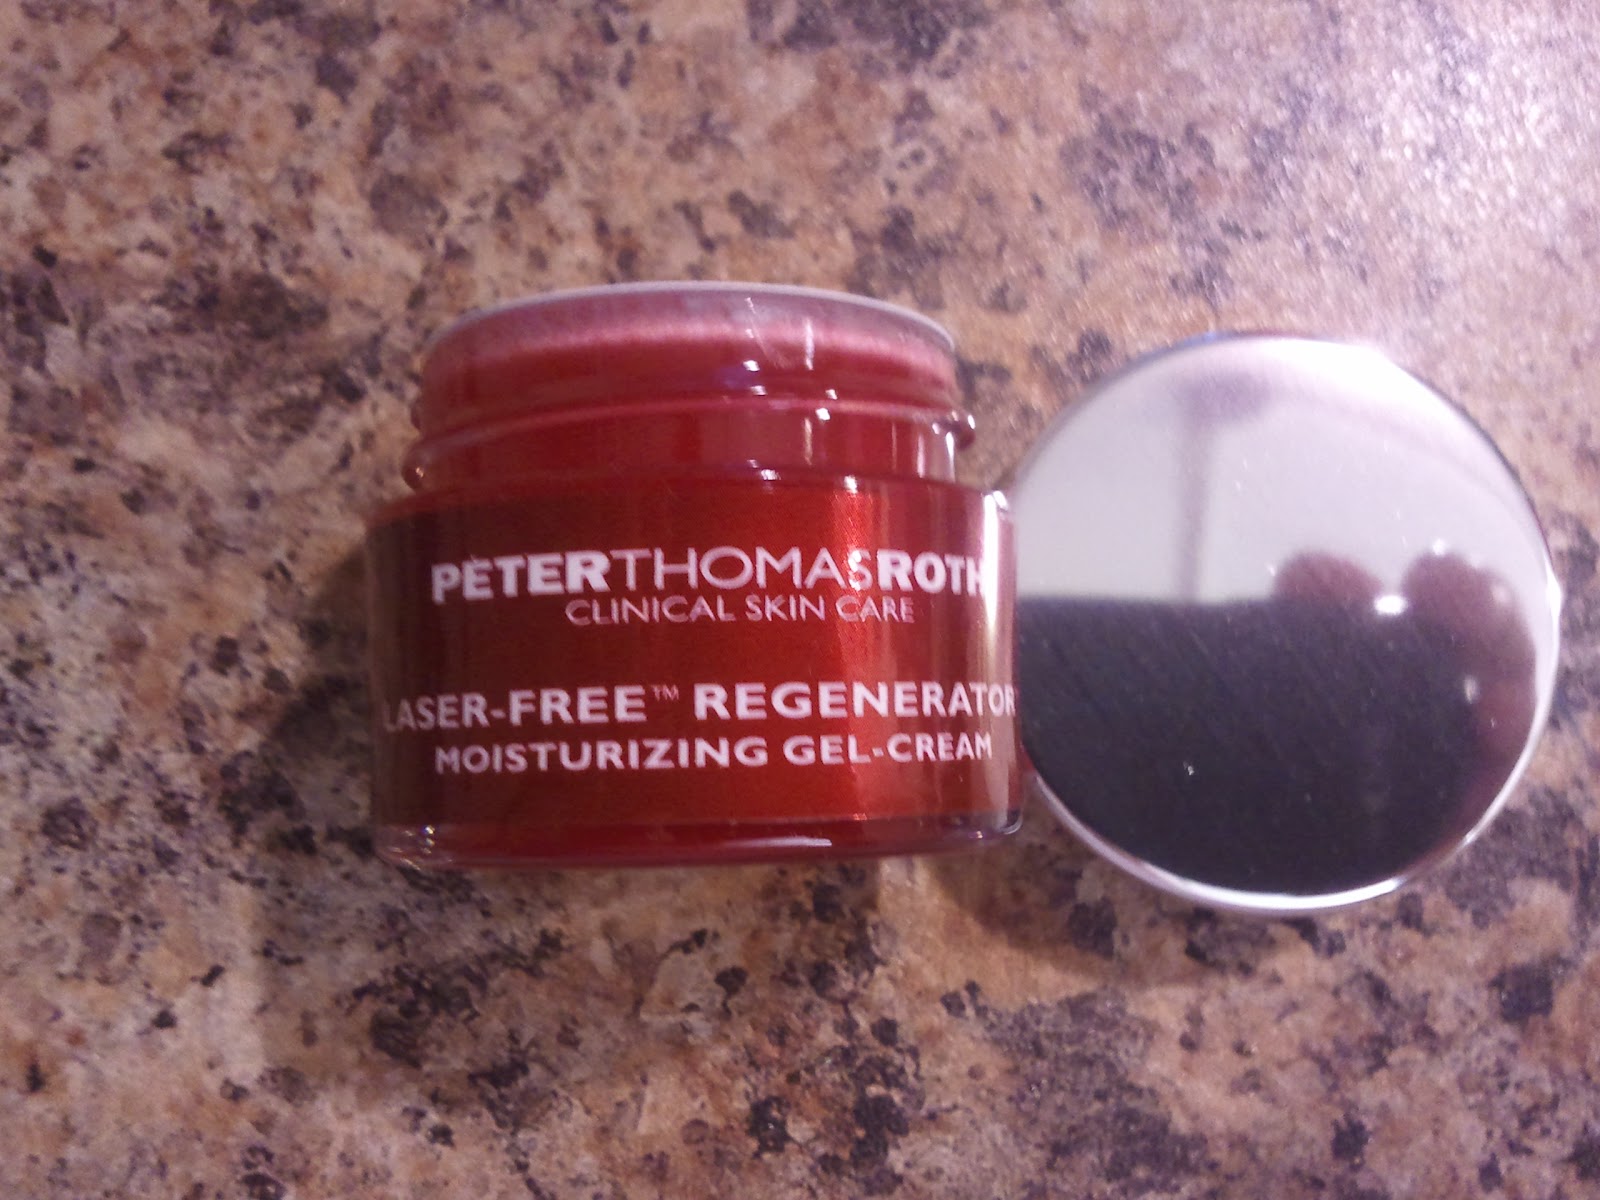 PETERTHOMASROTH
CLINICAL SKIN CARE
LASER-FREE™ REGENERATOR
MOISTURIZING GEL-CREAM